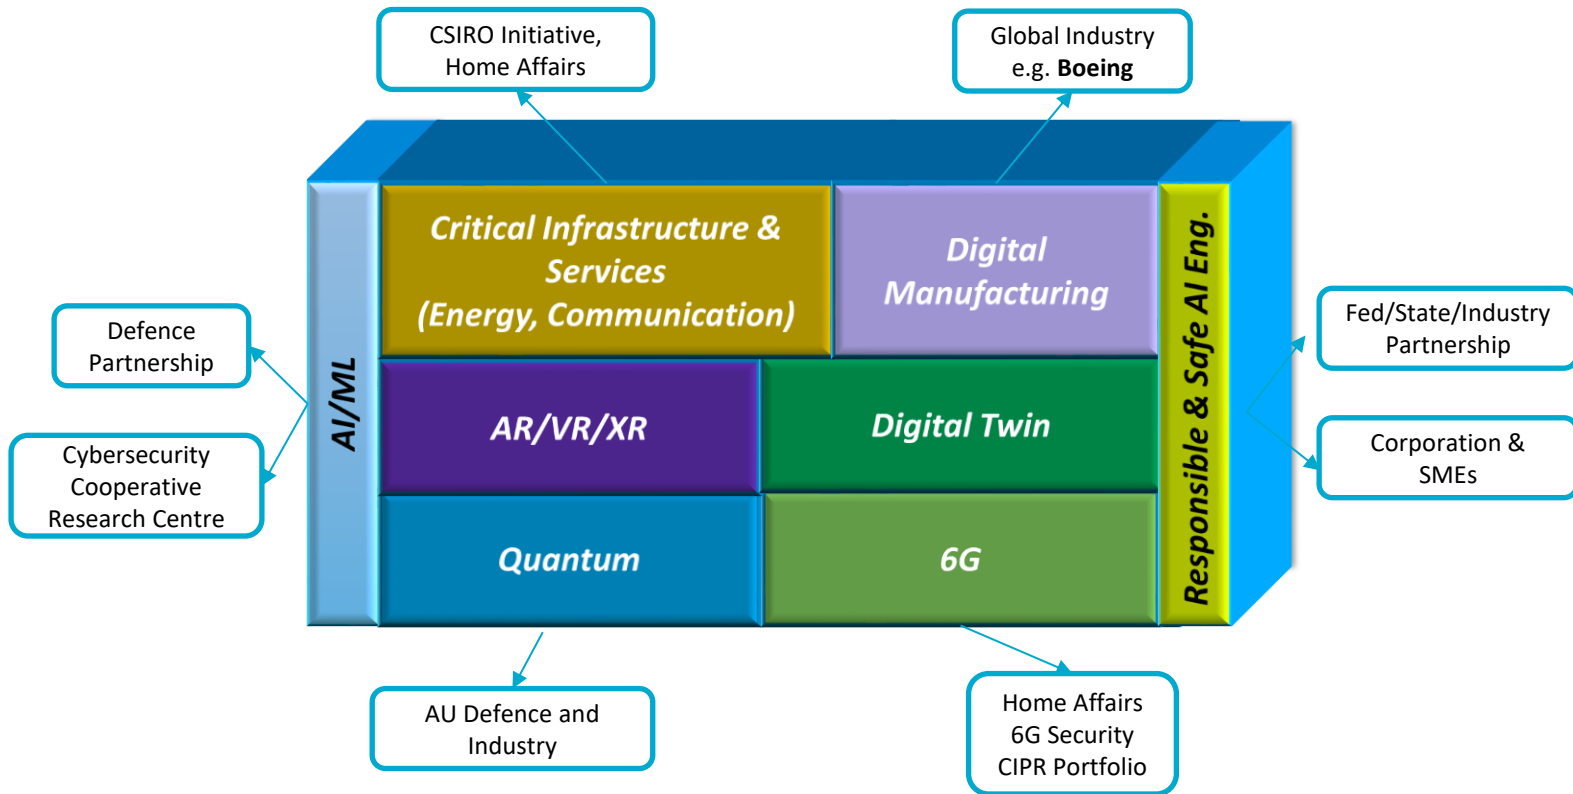 CSIRO Initiative,
Home Affairs
Global Industry
e.g. Boeing
Critical Infrastructure &
Services
(Energy, Communication)
Digital
Manufacturing
Defence
Partnership
Cybersecurity
Cooperative
Research Centre
AI/ML
AR/VR/XR
Digital Twin
Quantum
6G
Responsible & Safe AI Eng.
Fed/State/Industry
Partnership
Corporation &
SMEs
AU Defence and
Industry
Home Affairs
6G Security
CIPR Portfolio